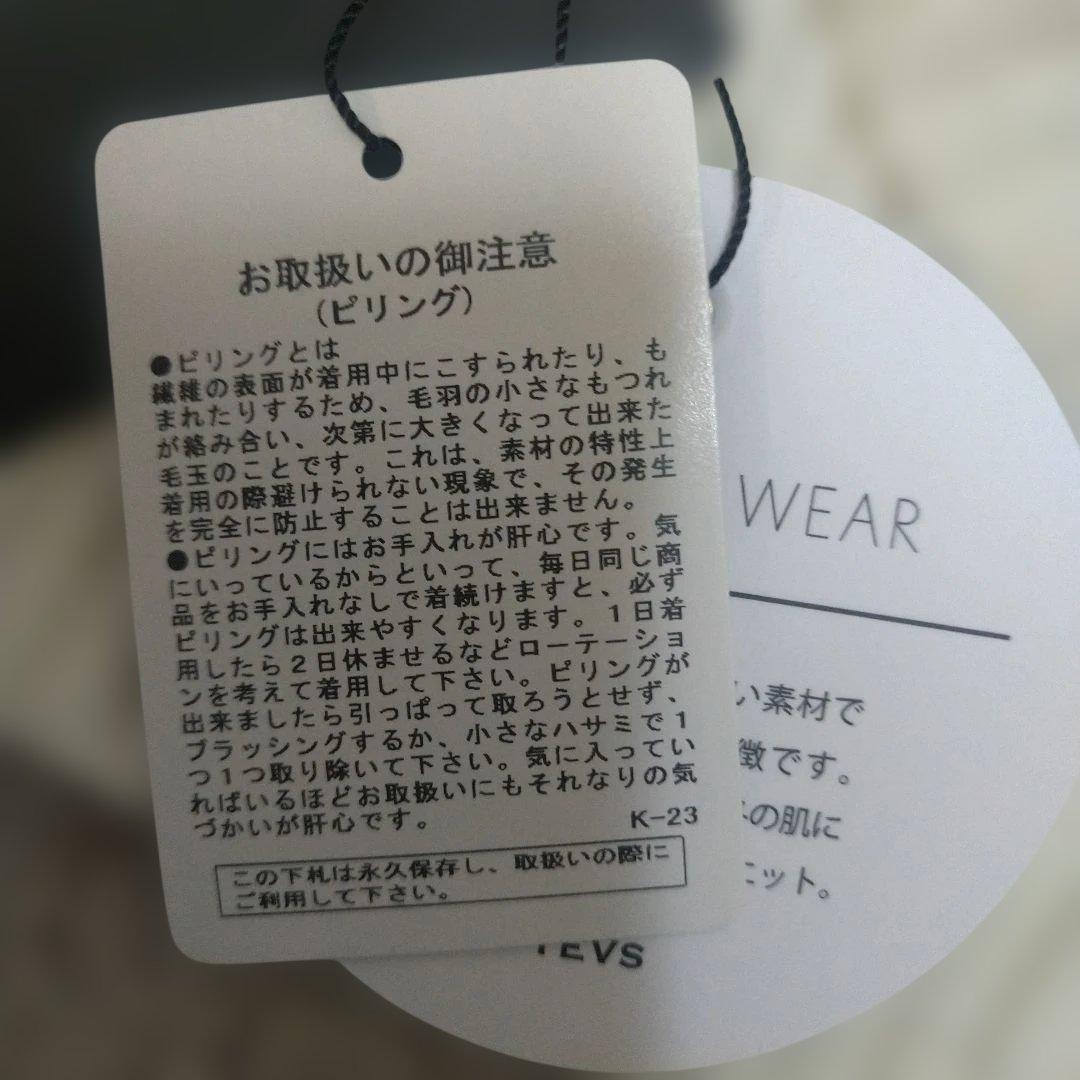 お取扱いの御注意
（ピリング）
●ピリングとは
繊維の表面が着用中にこすられたり、も
まれたりするため、毛羽の小さなもつれ
が絡み合い、次第に大きくなって出来た
毛玉のことです。これは、素材の特性上
着用の際避けられない現象で、その発生
を完全に防止することは出来ません。
●ピリングにはお手入れが肝心です。気
にいっているからといって、毎日同じ商
品をお手入れなしで着続けますと、必ず
ピリングは出来やすくなります。1日着
用したら2日休ませるなどローテーショ
ンを考えて着用して下さい。ピリングが
出来ましたら引っぱって取ろうとせず、
ブラッシングするか、小さなハサミで1
つ1つ取り除いて下さい。気に入ってい
ればいるほどお取扱いにもそれなりの気
づかいが肝心です。
K-23
この下札は永久保存し、取扱いの際に
ご利用して下さい。
WEAR
い素材で
徴です。
の肌に
ニット。
TEVS